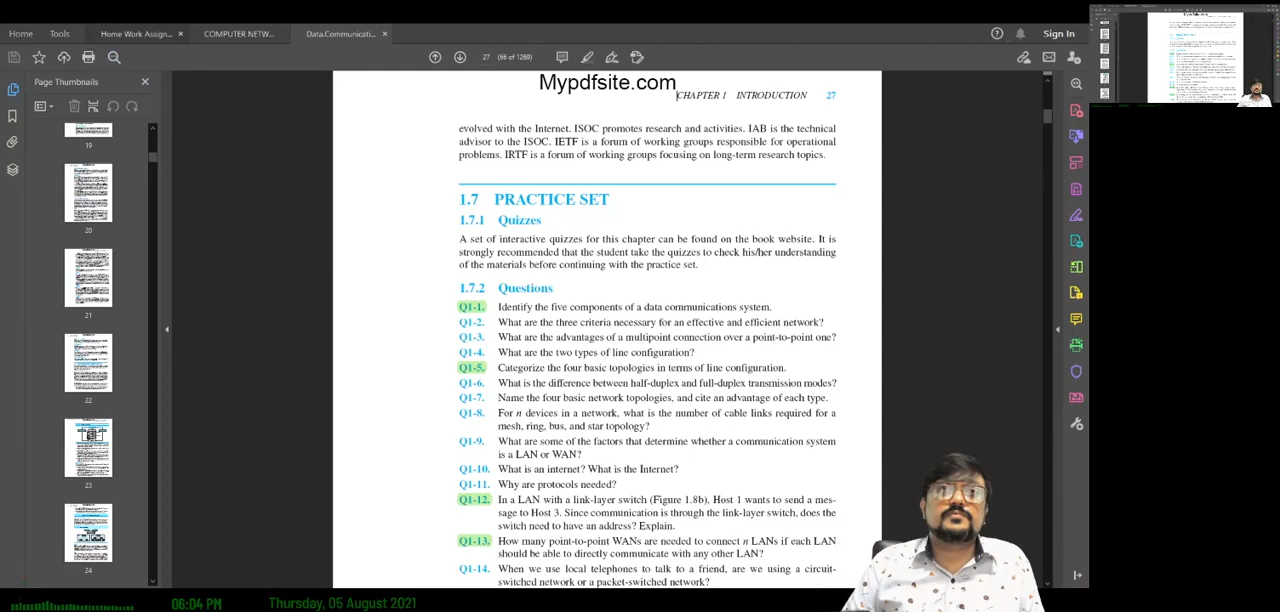 Home Tools Home Work Assign... COMPUTER NETW... Data.Communicati... Sign In
Page Thumbnails
19
20
21
22
23
24
CHAPTER 1 27
evolved with the Internet. ISOC promotes research and activities. IAB is the technical
advisor to the ISOC. IETF is a forum of working groups responsible for operational
problems. IRTF is a forum of working groups focusing on long-term research topics.
1.7 PRACTICE SET
1.7.1 Quizzes
A set of interactive quizzes for this chapter can be found on the book website. It is
strongly recommended that the student take the quizzes to check his/her understanding
of the materials before continuing with the practice set.
1.7.2 Questions
Q1-1. Identify the five components of a data communications system.
Q1-2. What are the three criteria necessary for an effective and efficient network?
Q1-3. What are the advantages of a multipoint connection over a point-to-point one?
Q1-4. What are the two types of line configuration?
Q1-5. Categorize the four basic topologies in terms of line configuration.
Q1-6. What is the difference between half-duplex and full-duplex transmission modes?
Q1-7. Name the four basic network topologies, and cite an advantage of each type.
Q1-8. For n devices in a network, what is the number of cable links required for a
mesh, ring, bus, and star topology?
Q1-9. What are some of the factors that determine whether a communication system
is a LAN or WAN?
Q1-10. What is an internet? What is the Internet?
Q1-11. Why are protocols needed?
Q1-12. In a LAN with a link-layer switch (Figure 1.8b), Host 1 wants to send a mes-
sage to Host 3. Since communication is through the link-layer switch, does the
switch need to have an address? Explain.
Q1-13. How many point-to-point WANs are needed to connect n LANs if each LAN
should be able to directly communicate with any other LAN?
Q1-14. When we use local telephones to talk to a friend, are we using a circuit-
switched network or a packet-switched network?
06:04 PM Thursday, 05 August 2021